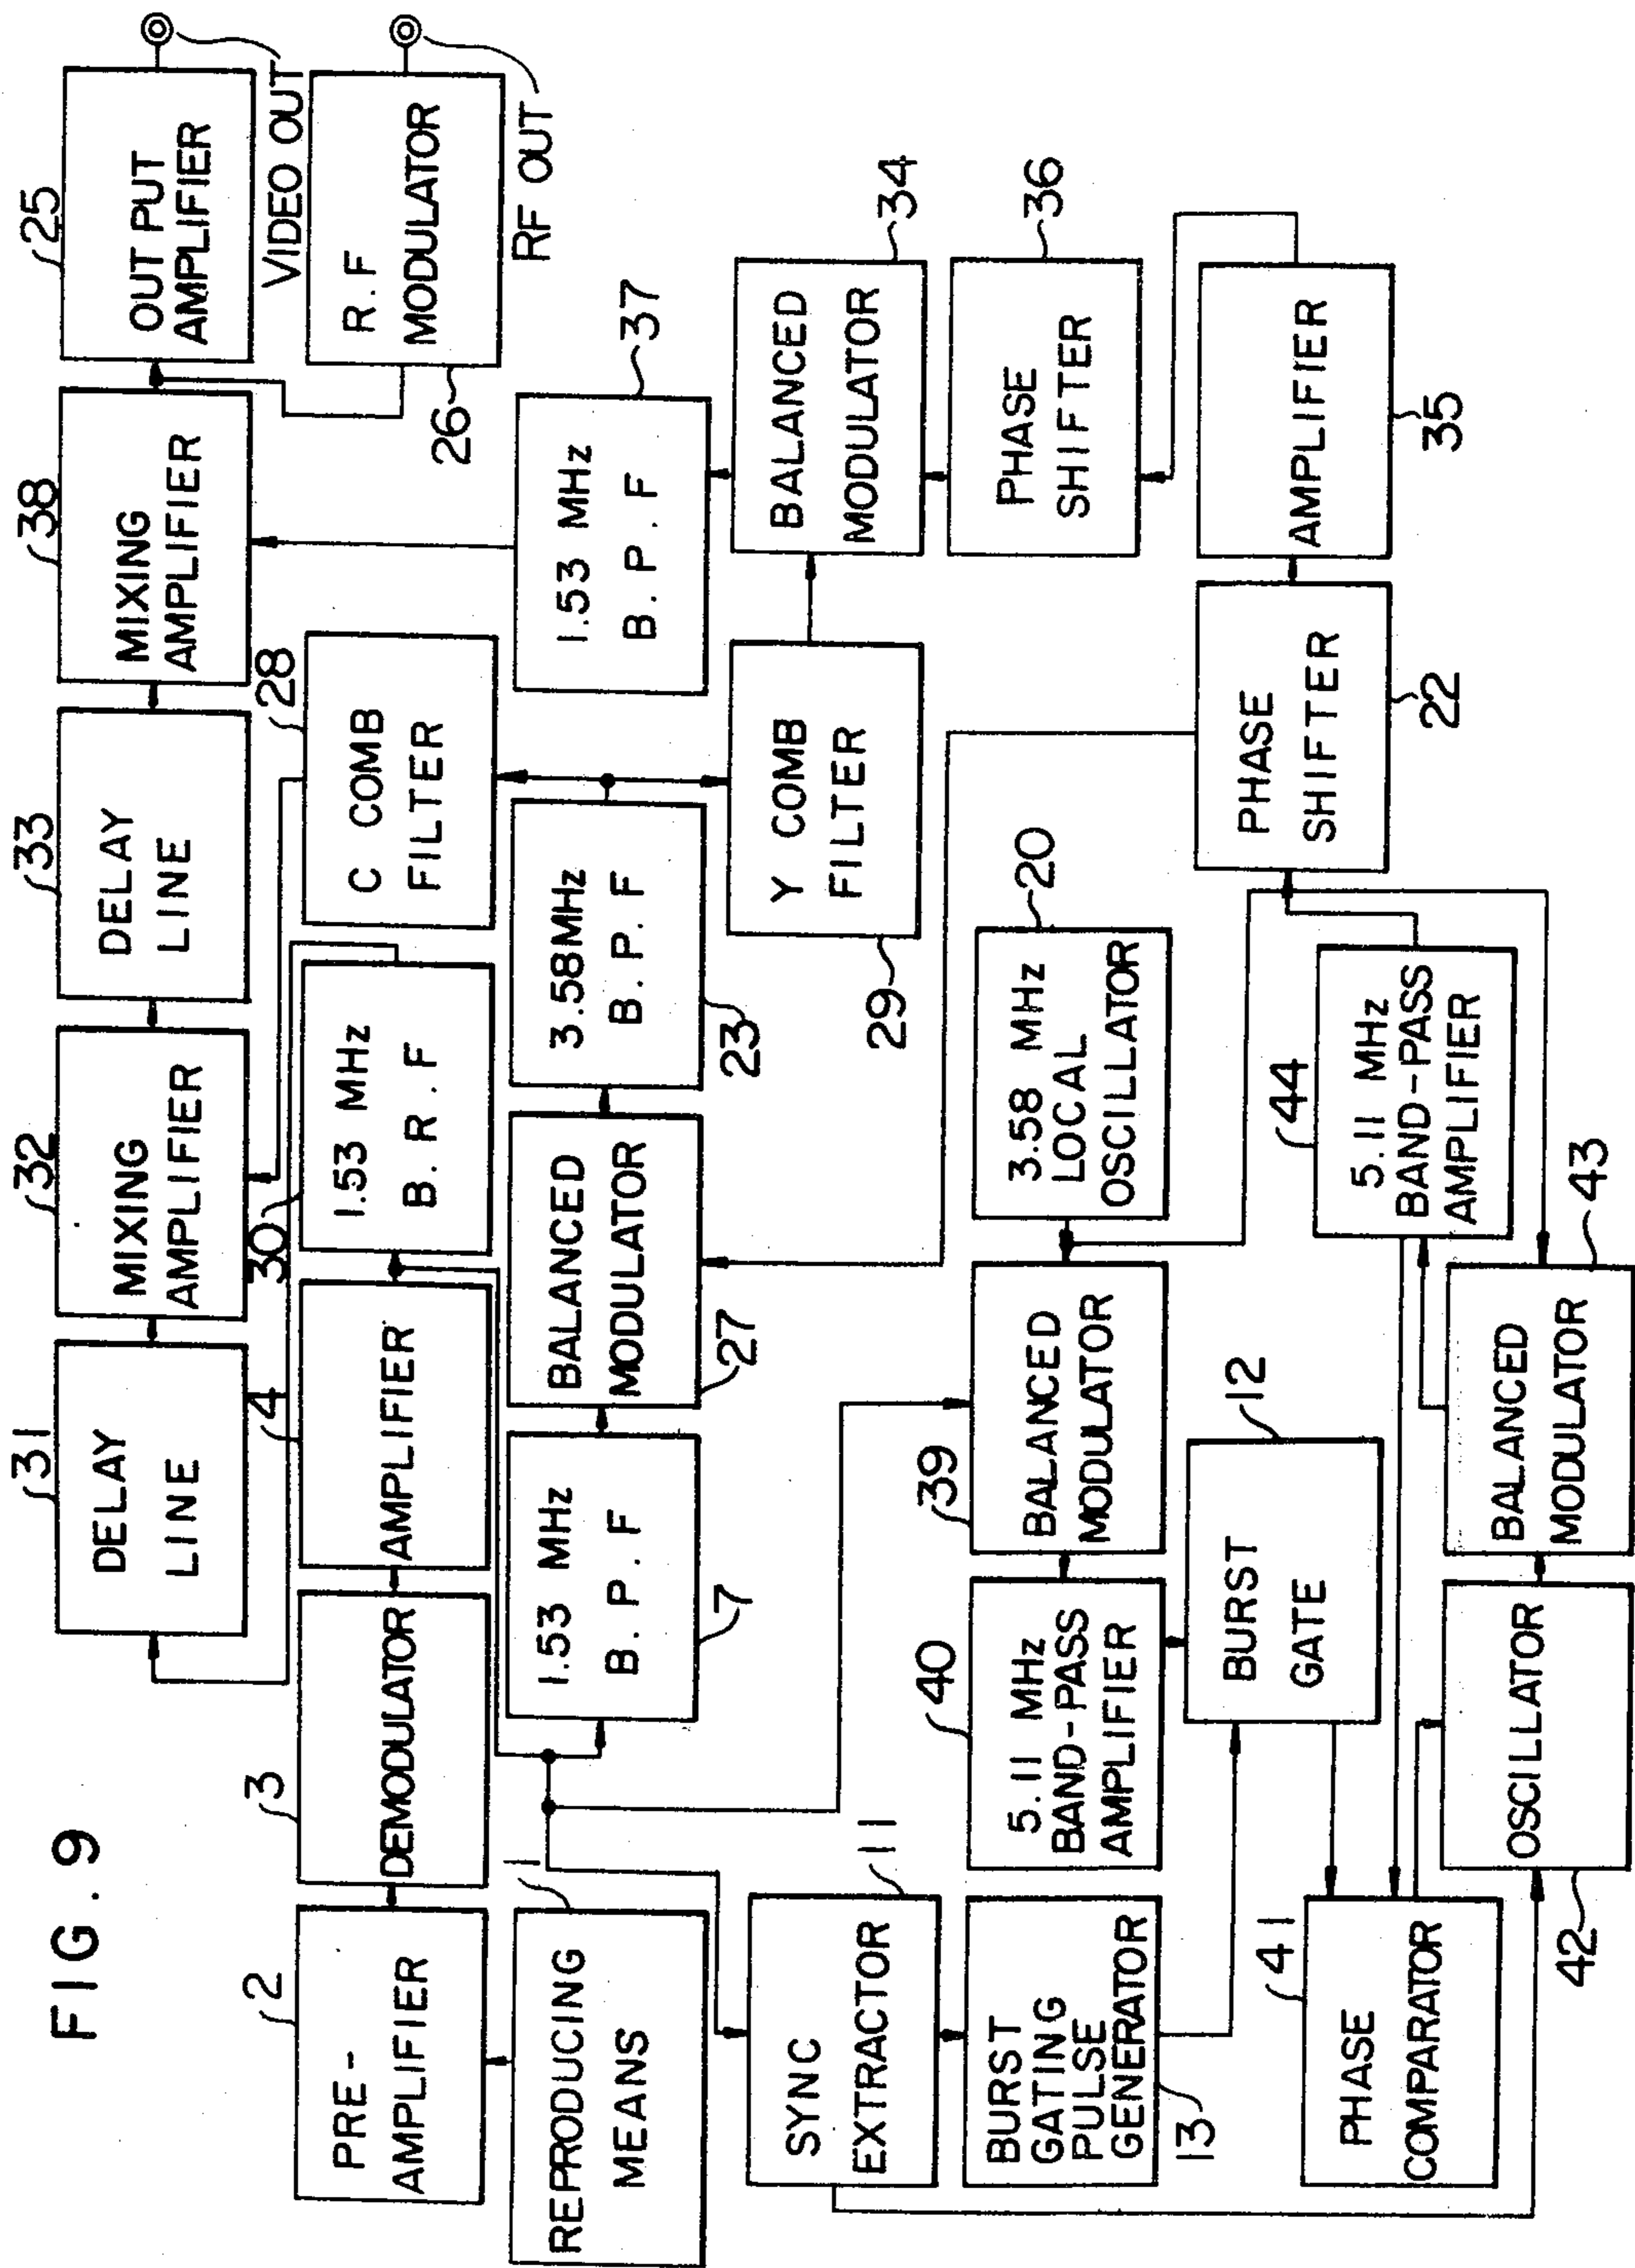 FIG. 9
2
PRE-
AMPLIFIER
3
DEMODULATOR
4
AMPLIFIER
30
1.53 MHz
B. R. F
28
C COMB
FILTER
26
R. F
MODULATOR
RF OUT
31
DELAY
LINE
32
MIXING
AMPLIFIER
33
DELAY
LINE
38
MIXING
AMPLIFIER
25
OUT PUT
AMPLIFIER
VIDEO OUT
1
REPRODUCING
MEANS
7
1.53 MHz
B. P. F
27
BALANCED
MODULATOR
23
3.58MHz
B. P. F
37
1.53 MHz
B. P. F
29
Y COMB
FILTER
34
BALANCED
MODULATOR
11
SYNC
EXTRACTOR
40
5.11 MHz
BAND-PASS
AMPLIFIER
39
BALANCED
MODULATOR
20
3.58 MHz
LOCAL
OSCILLATOR
36
PHASE
SHIFTER
13
BURST
GATING
PULSE
GENERATOR
12
BURST
GATE
22
PHASE
SHIFTER
35
AMPLIFIER
41
PHASE
COMPARATOR
42
OSCILLATOR
43
BALANCED
MODULATOR
44
5.11 MHz
BAND-PASS
AMPLIFIER